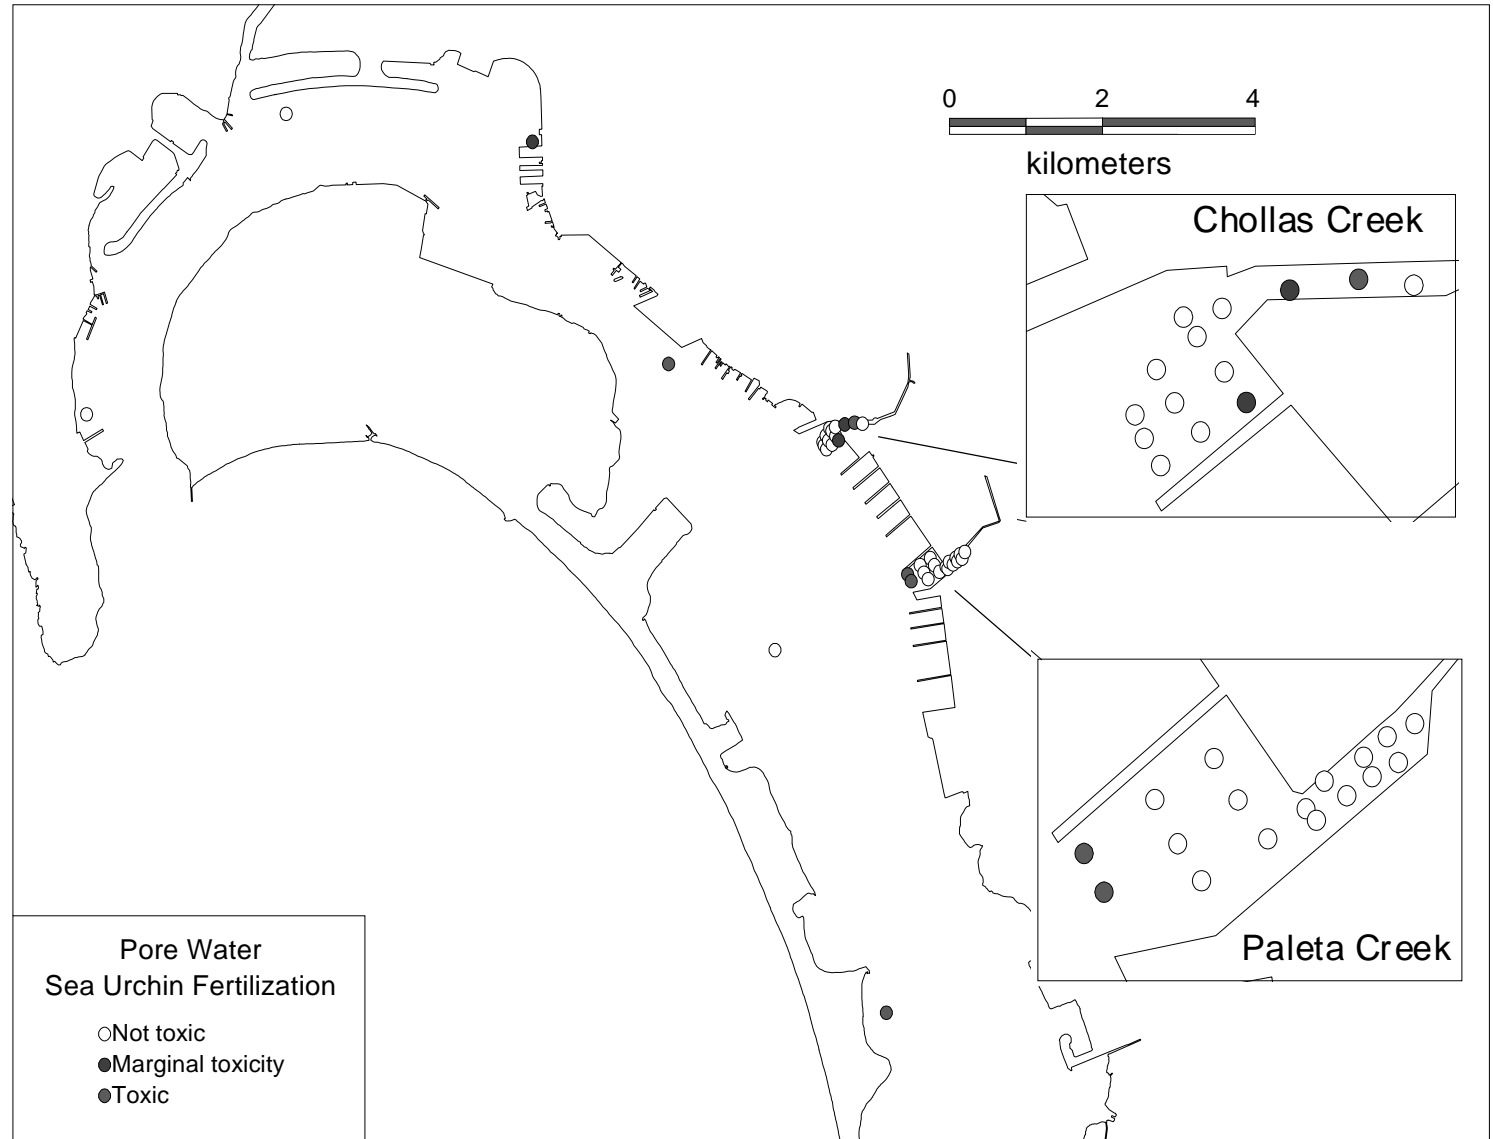 0 2 4
kilometers
Chollas Creek
Paleta Creek
Pore Water
Sea Urchin Fertilization
Not toxic
Marginal toxicity
Toxic